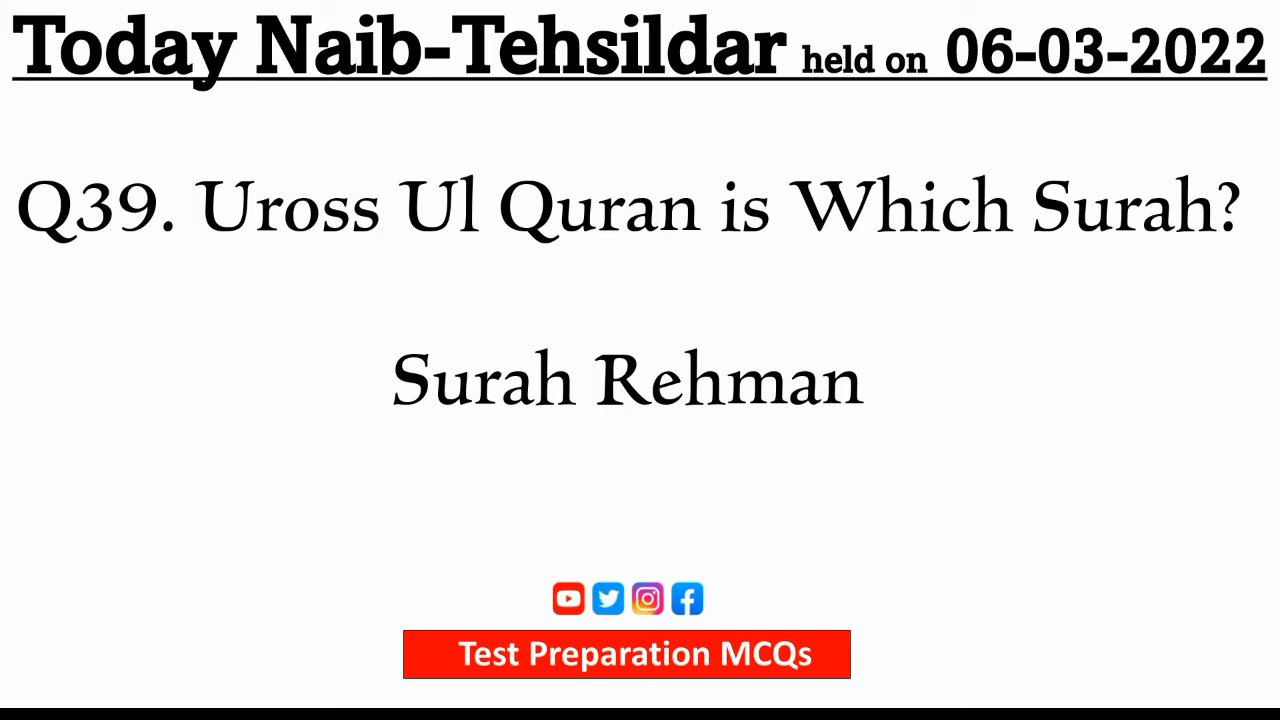 Today Naib-Tehsildar held on 06-03-2022
Q39. Uross Ul Quran is Which Surah?
Surah Rehman
Test Preparation MCQs